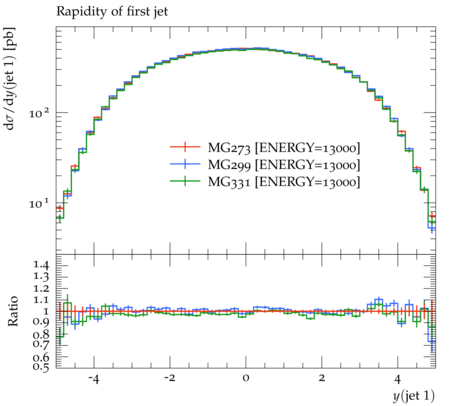 Rapidity of first jet
dσ/dy(jet 1) [pb]
10²
10¹
MG273 [ENERGY=13000]
MG299 [ENERGY=13000]
MG331 [ENERGY=13000]
Ratio
1.4
1.3
1.2
1.1
1
0.9
0.8
0.7
0.6
0.5
-4 -2 0 2 4
y(jet 1)